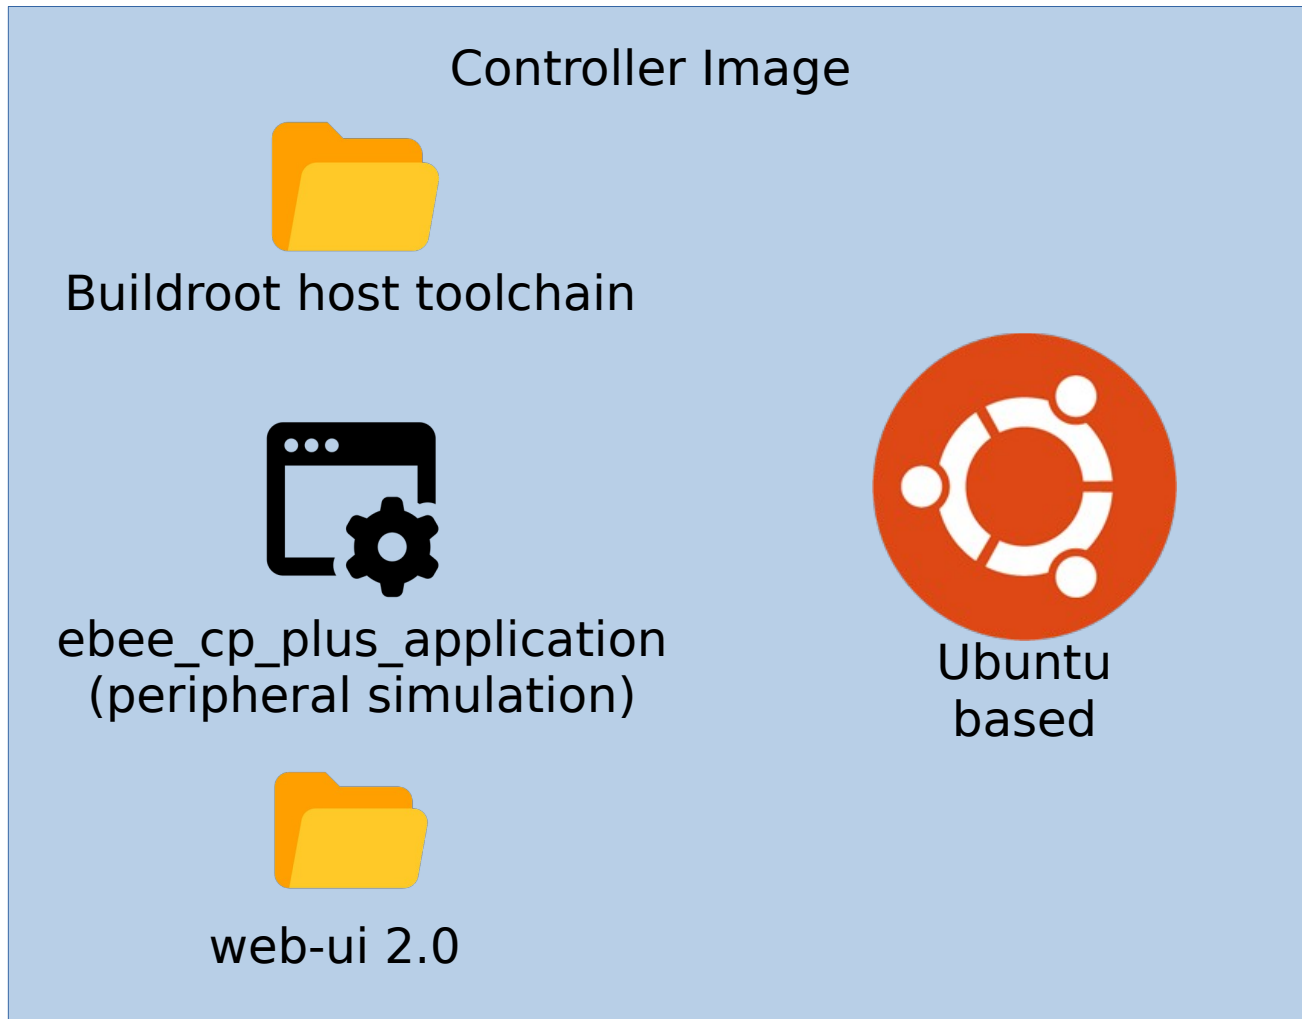 Controller Image
Buildroot host toolchain
ebee_cp_plus_application
(peripheral simulation)
Ubuntu
based
web-ui 2.0